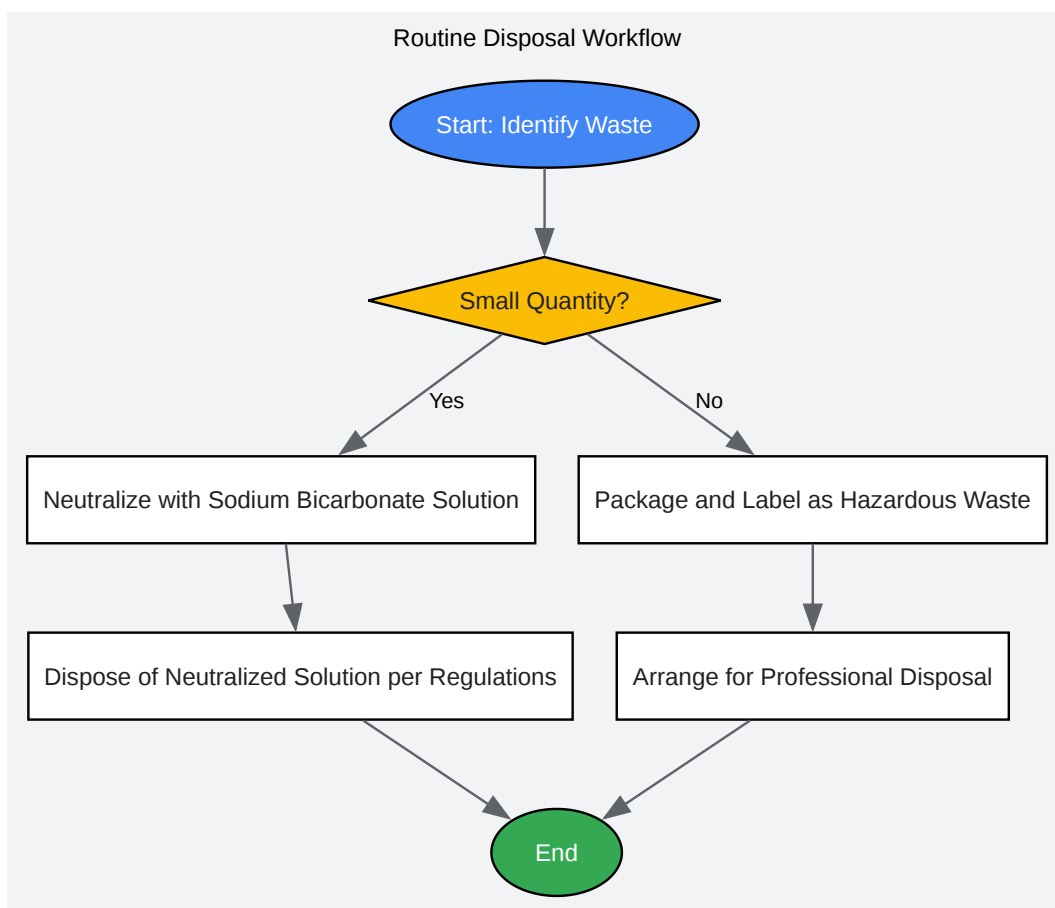 Routine Disposal Workflow
Start: Identify Waste
Small Quantity?
Yes
No
Neutralize with Sodium Bicarbonate Solution
Package and Label as Hazardous Waste
Dispose of Neutralized Solution per Regulations
Arrange for Professional Disposal
End